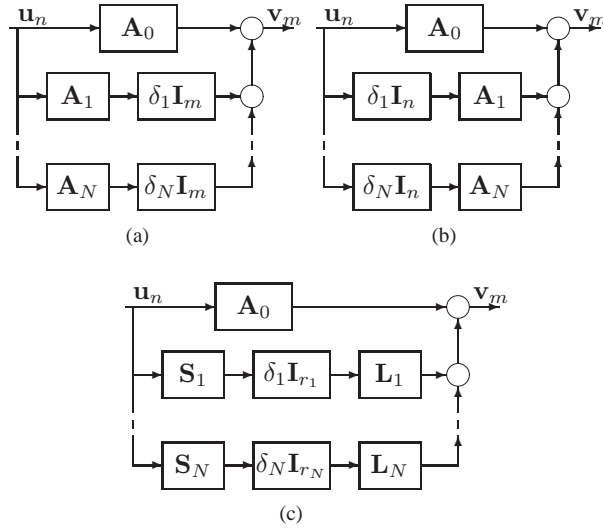 u_n A_0 v_m
A_1 δ_1 I_m
A_N δ_N I_m
(a)
u_n A_0 v_m
δ_1 I_n A_1
δ_N I_n A_N
(b)
u_n A_0 v_m
S_1 δ_1 I_{r_1} L_1
S_N δ_N I_{r_N} L_N
(c)